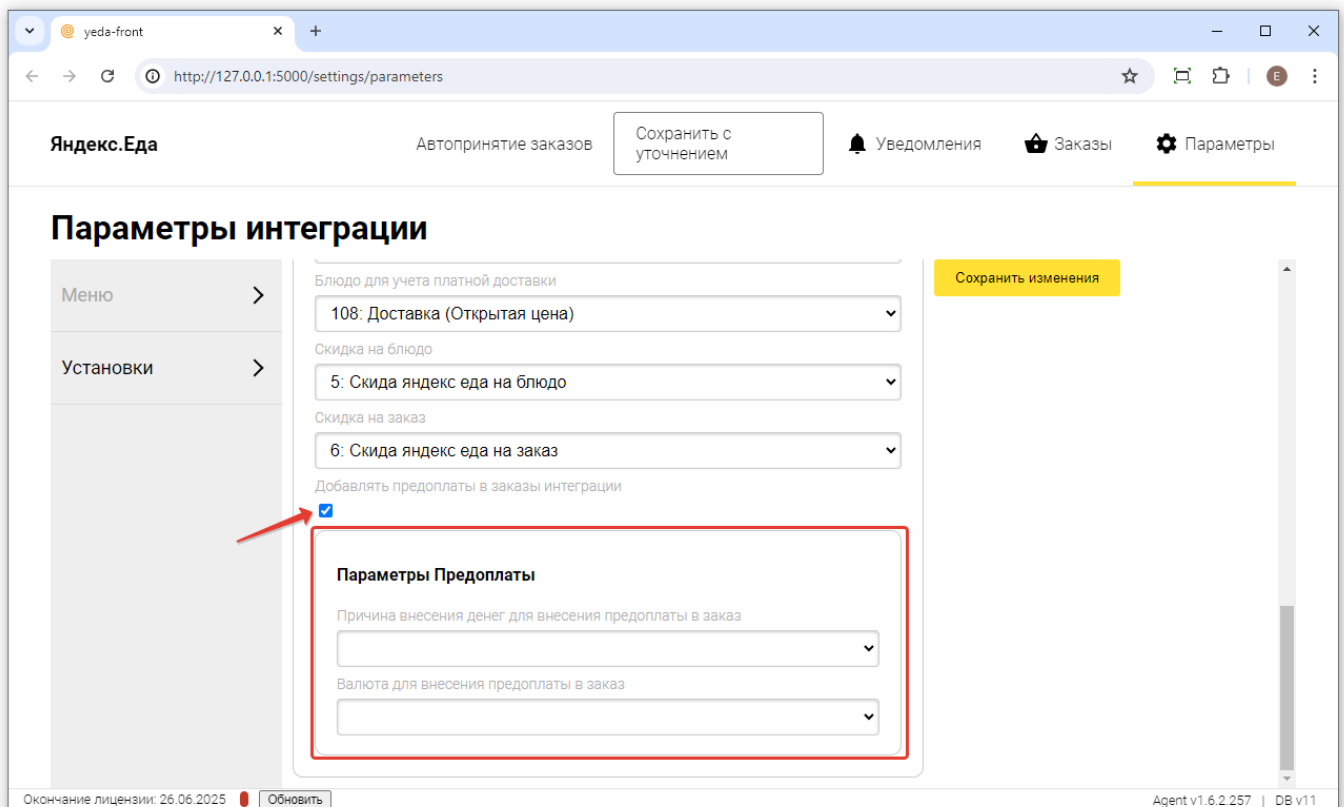 yeda-front
http://127.0.0.1:5000/settings/parameters
E
Яндекс.Еда
Автопринятие заказов
Сохранить с
уточнением
Уведомления
Заказы
Параметры
Параметры интеграции
Меню
Установки
Блюдо для учета платной доставки
108: Доставка (Открытая цена)
Скидка на блюдо
5: Скида яндекс еда на блюдо
Скидка на заказ
6: Скида яндекс еда на заказ
Добавлять предоплаты в заказы интеграции
Параметры Предоплаты
Причина внесения денег для внесения предоплаты в заказ
Валюта для внесения предоплаты в заказ
Сохранить изменения
Окончание лицензии: 26.06.2025
Обновить
Agent v1.6.2.257 | DB v11